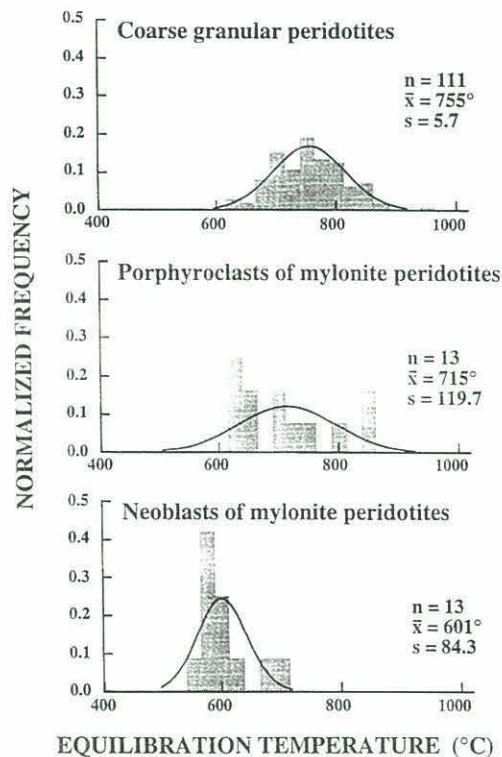 Coarse granular peridotites
n = 111
x̄ = 755°
s = 5.7
0.5
0.4
0.3
0.2
0.1
0.0
400
600
800
1000
Porphyroclasts of mylonite peridotites
n = 13
x̄ = 715°
s = 119.7
0.5
0.4
0.3
0.2
0.1
0.0
400
600
800
1000
Neoblasts of mylonite peridotites
n = 13
x̄ = 601°
s = 84.3
0.5
0.4
0.3
0.2
0.1
0.0
400
600
800
1000
NORMALIZED FREQUENCY
EQUILIBRATION TEMPERATURE (°C)